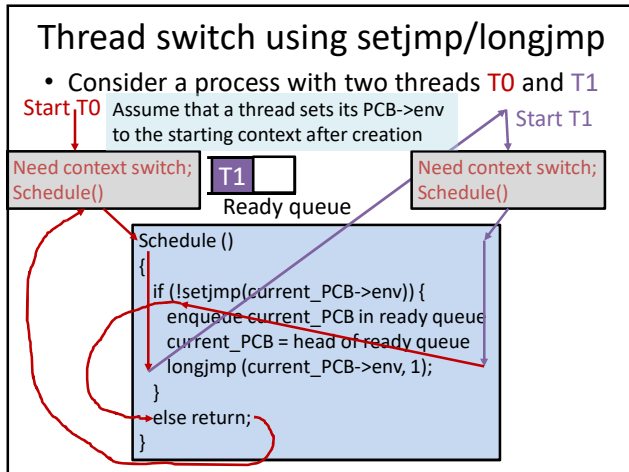 Thread switch using setjmp/longjmp
• Consider a process with two threads T0 and T1
Start T0
Assume that a thread sets its PCB->env
to the starting context after creation
Start T1
Need context switch;
Schedule()
T1
Ready queue
Need context switch;
Schedule()
Schedule ()
{
if (!setjmp(current_PCB->env)) {
enquede current_PCB in ready queue
current_PCB = head of ready queue
longjmp (current_PCB->env, 1);
}
else return;
}